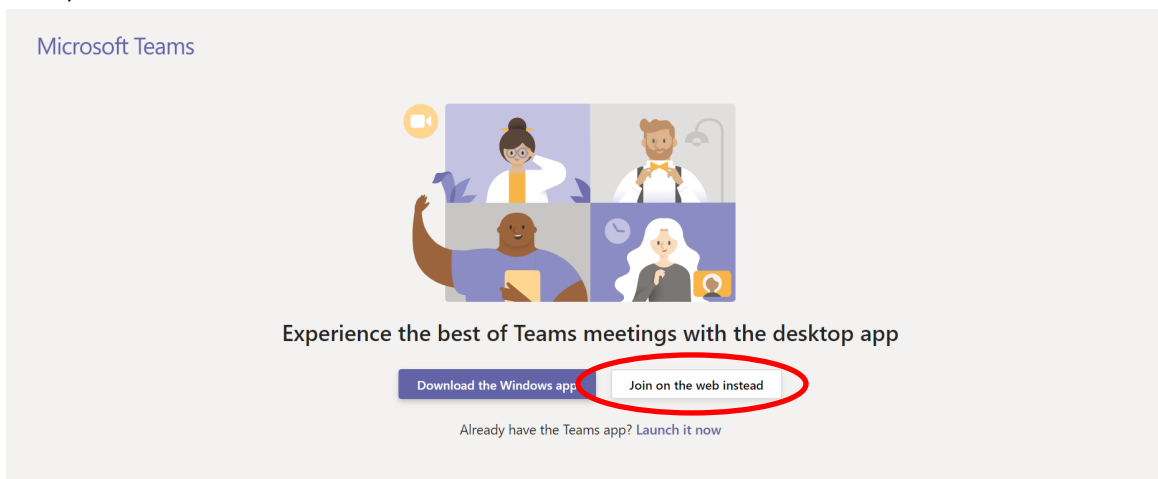 Microsoft Teams
Experience the best of Teams meetings with the desktop app
Download the Windows app
Join on the web instead
Already have the Teams app? Launch it now